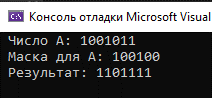 Консоль отладки Microsoft Visual
Число A: 1001011
Маска для A: 100100
Результат: 1101111